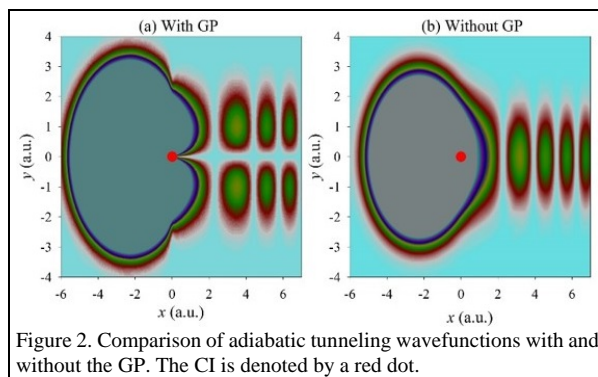 (a) With GP
(b) Without GP
4
3
2
1
0
-1
-2
-3
-4
y (a.u.)
-6 -4 -2 0 2 4 6
x (a.u.)
4
3
2
1
0
-1
-2
-3
-4
y (a.u.)
-6 -4 -2 0 2 4 6
x (a.u.)
Figure 2. Comparison of adiabatic tunneling wavefunctions with and
without the GP. The CI is denoted by a red dot.